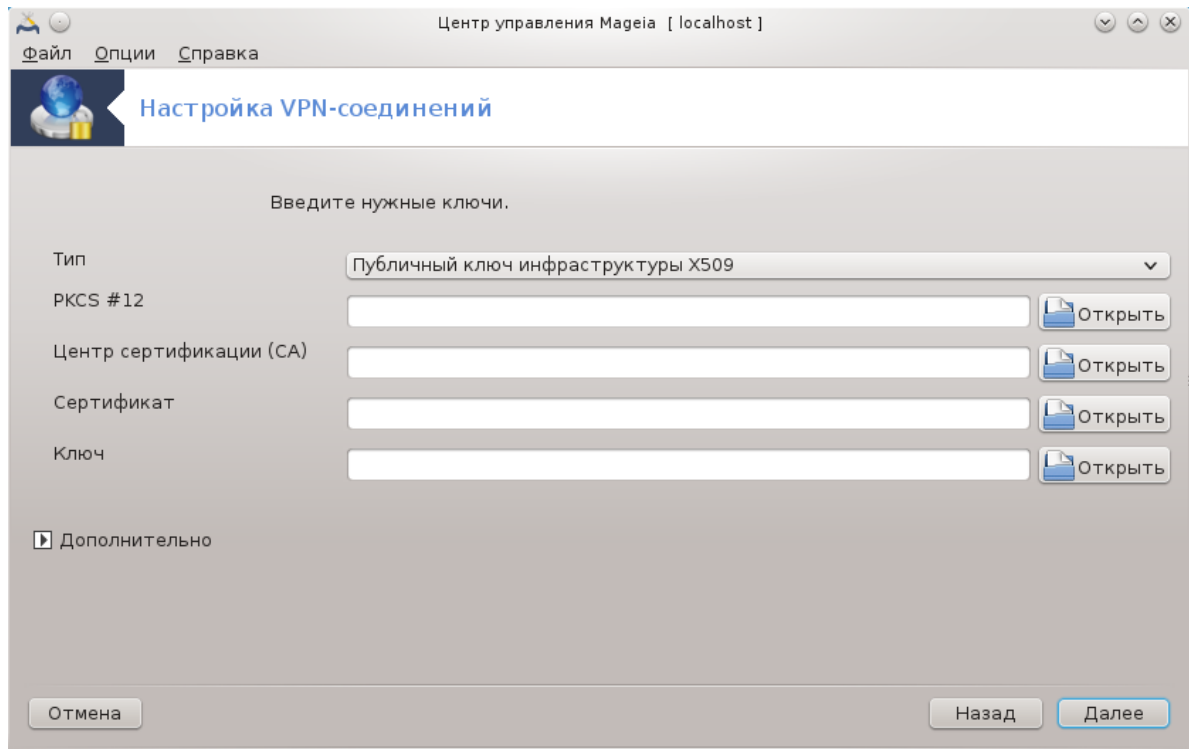 Центр управления Mageia [ localhost ]
Файл Опции Справка
Настройка VPN-соединений
Введите нужные ключи.
Тип Публичный ключ инфраструктуры X509
PKCS #12 Открыть
Центр сертификации (CA) Открыть
Сертификат Открыть
Ключ Открыть
Дополнительно
Отмена Назад Далее